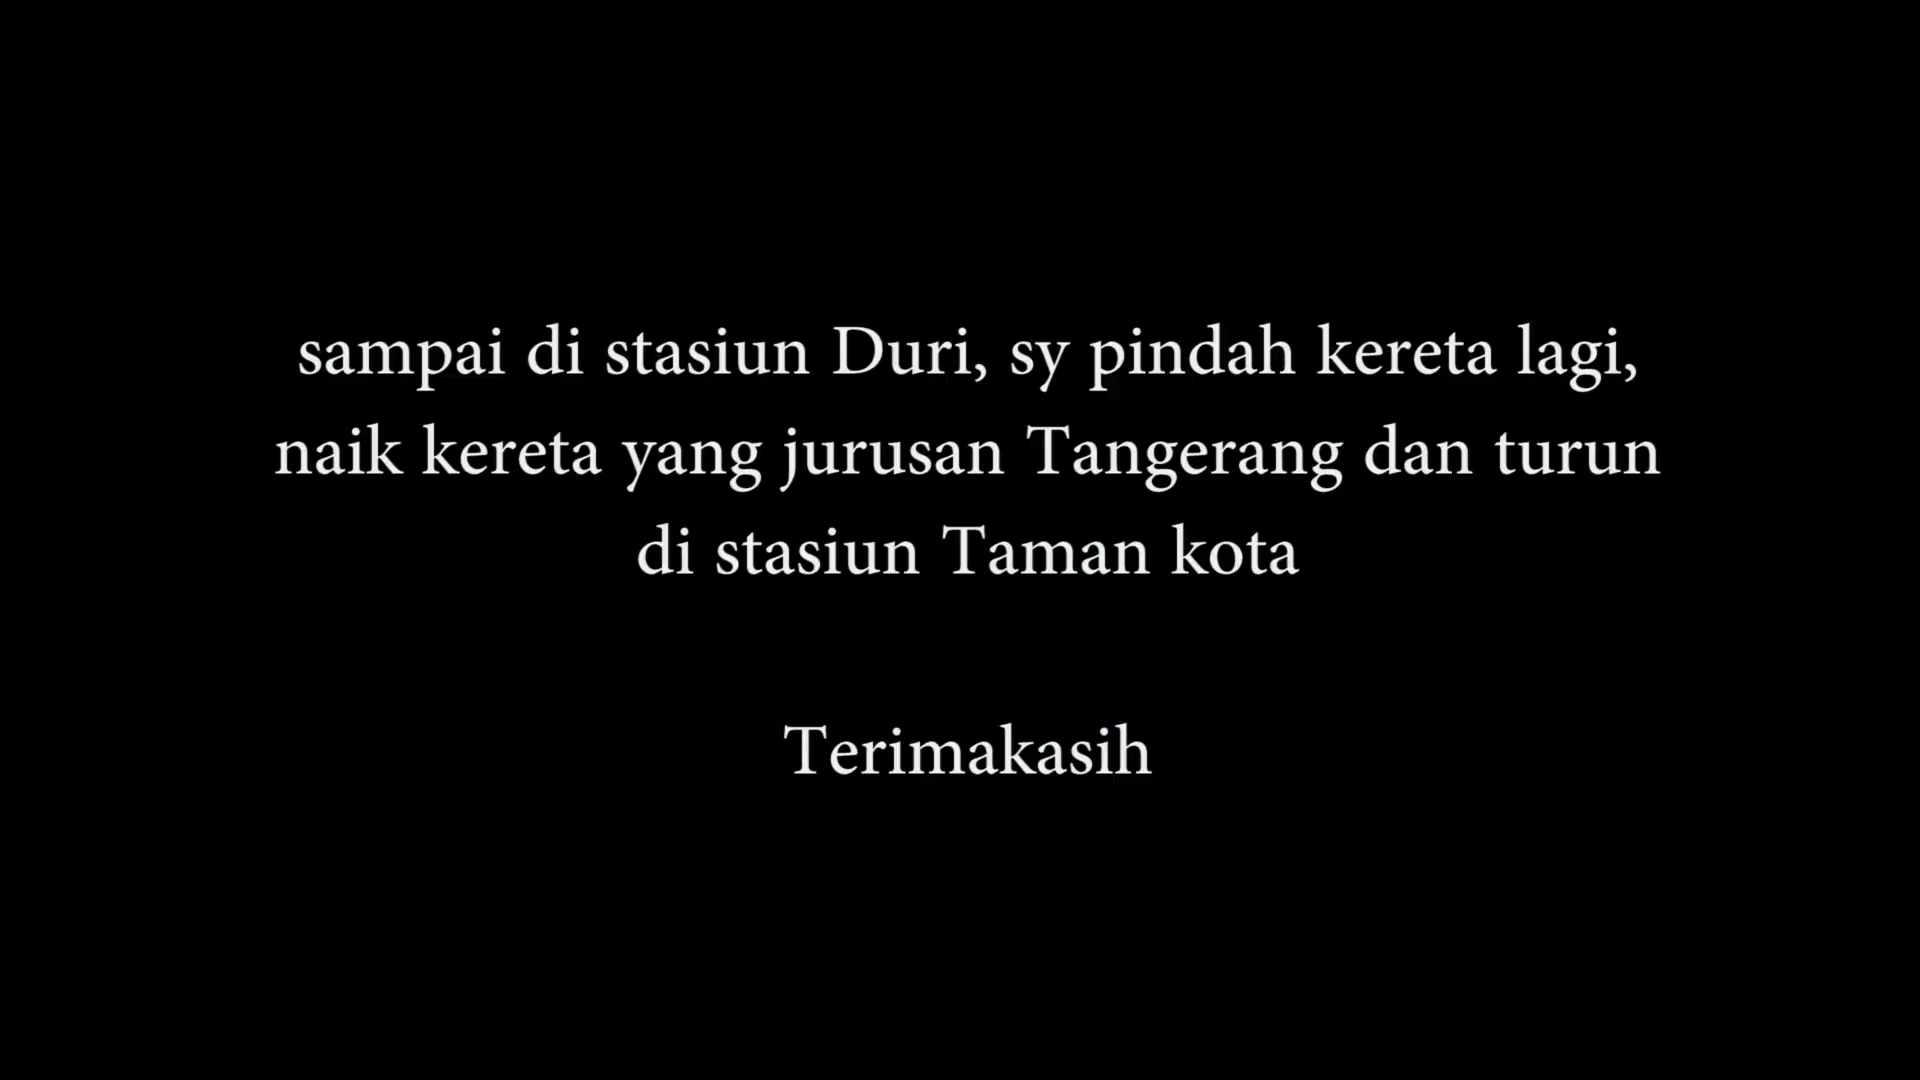 sampai di stasiun Duri, sy pindah kereta lagi,
naik kereta yang jurusan Tangerang dan turun
di stasiun Taman kota
Terimakasih